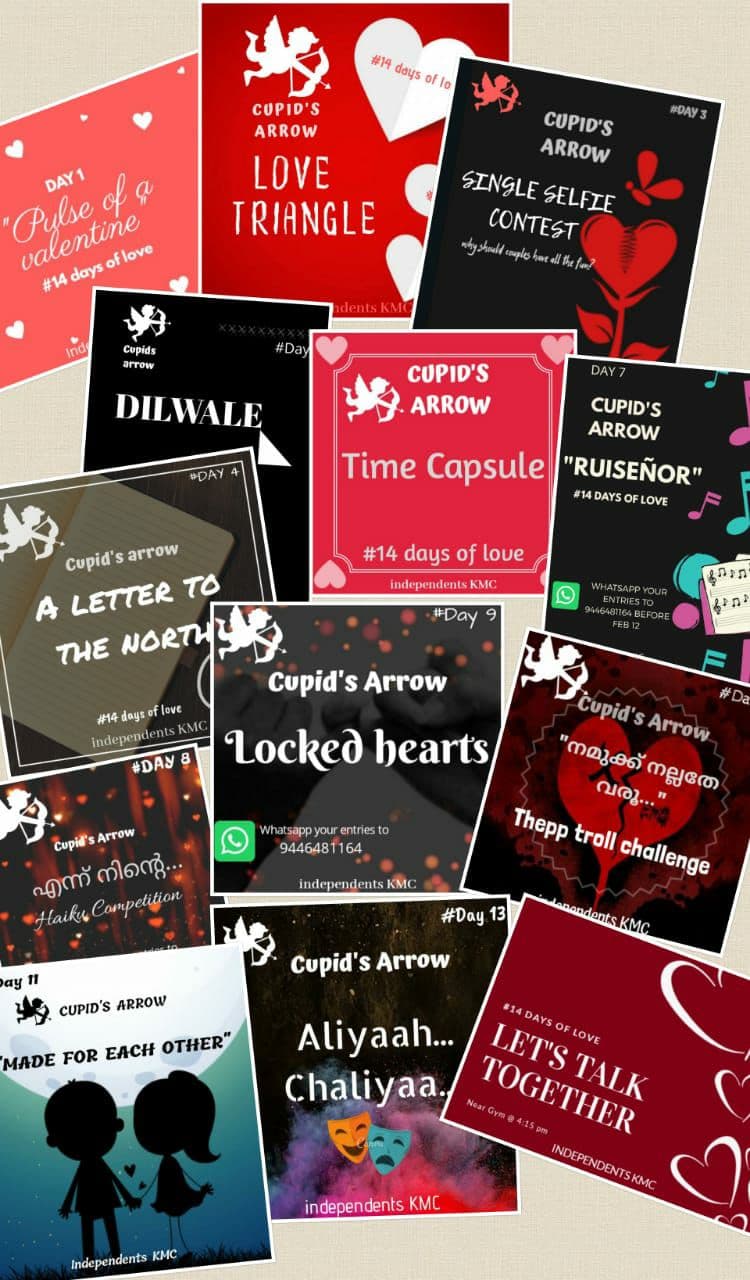 DAY 1
"Pulse of a
valentine"
#14 days of love
CUPID'S
ARROW
LOVE
TRIANGLE
#14 days of lo
KMC
#DAY 3
CUPID'S
ARROW
SINGLE SELFIE
CONTEST
why should couples have all the fun?
Cupids
arrow
XXXXXXXXXX
#Day
DILWALE
CUPID'S
ARROW
Time Capsule
#14 days of love
independents KMC
DAY 7
CUPID'S
ARROW
"RUISEÑOR"
#14 DAYS OF LOVE
WHATSAPP YOUR
ENTRIES TO
9446481164 BEFORE
FEB 12
#DAY 4
Cupid's arrow
A LETTER TO
THE NORTH
#14 days of love
independents KMC
#Day 9
Cupid's Arrow
Locked hearts
Whatsapp your entries to
9446481164
independents KMC
#Da
Cupid's Arrow
"നമുക്ക് നല്ലതേ
വരൂ..."
Thepp troll challenge
independents KMC
#DAY 8
Cupid's Arrow
എന്ന് നിന്റെ...
Haiku Competition
Day 11
CUPID'S ARROW
"MADE FOR EACH OTHER"
Independents KMC
#Day 13
Cupid's Arrow
Aliyaah...
Chaliyaa..
Canva
independents KMC
#14 DAYS OF LOVE
LET'S TALK
TOGETHER
Near Gym @ 4:15 pm
INDEPENDENTS KMC